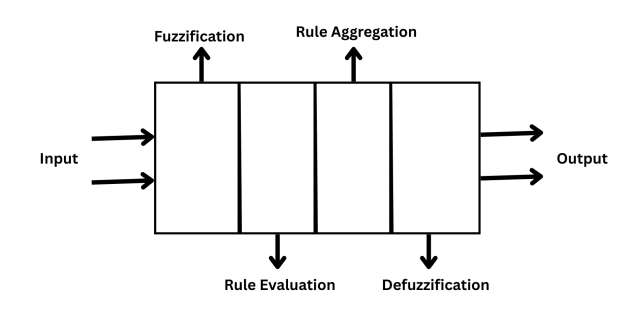 Fuzzification
Rule Aggregation
Input
Output
Rule Evaluation
Defuzzification